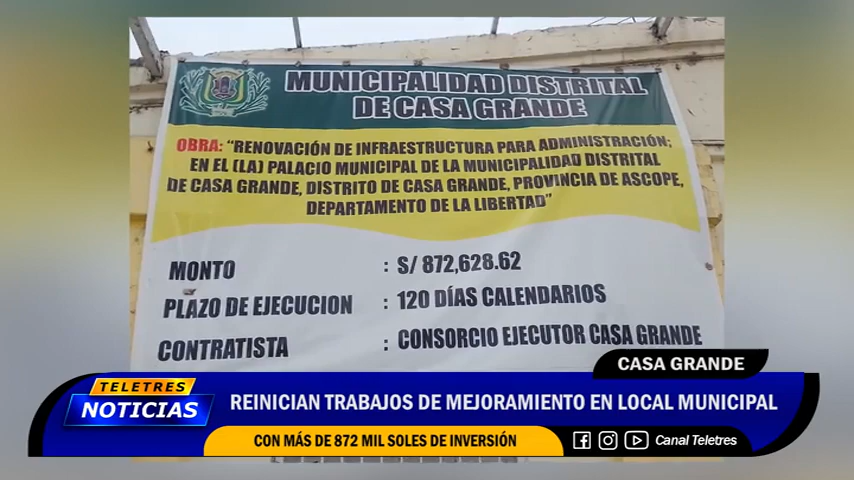 MUNICIPALIDAD DISTRITAL
DE CASA GRANDE
OBRA: “RENOVACIÓN DE INFRAESTRUCTURA PARA ADMINISTRACIÓN;
EN EL (LA) PALACIO MUNICIPAL DE LA MUNICIPALIDAD DISTRITAL
DE CASA GRANDE, DISTRITO DE CASA GRANDE, PROVINCIA DE ASCOPE,
DEPARTAMENTO DE LA LIBERTAD”
MONTO : S/ 872,628.62
PLAZO DE EJECUCION : 120 DÍAS CALENDARIOS
CONTRATISTA : CONSORCIO EJECUTOR CASA GRANDE
CASA GRANDE
TELETRES
NOTICIAS
REINICIAN TRABAJOS DE MEJORAMIENTO EN LOCAL MUNICIPAL
CON MÁS DE 872 MIL SOLES DE INVERSIÓN
Canal Teletres